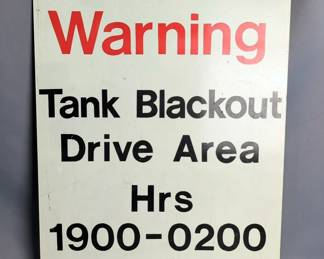 Warning
Tank Blackout
Drive Area
Hrs
1900-0200